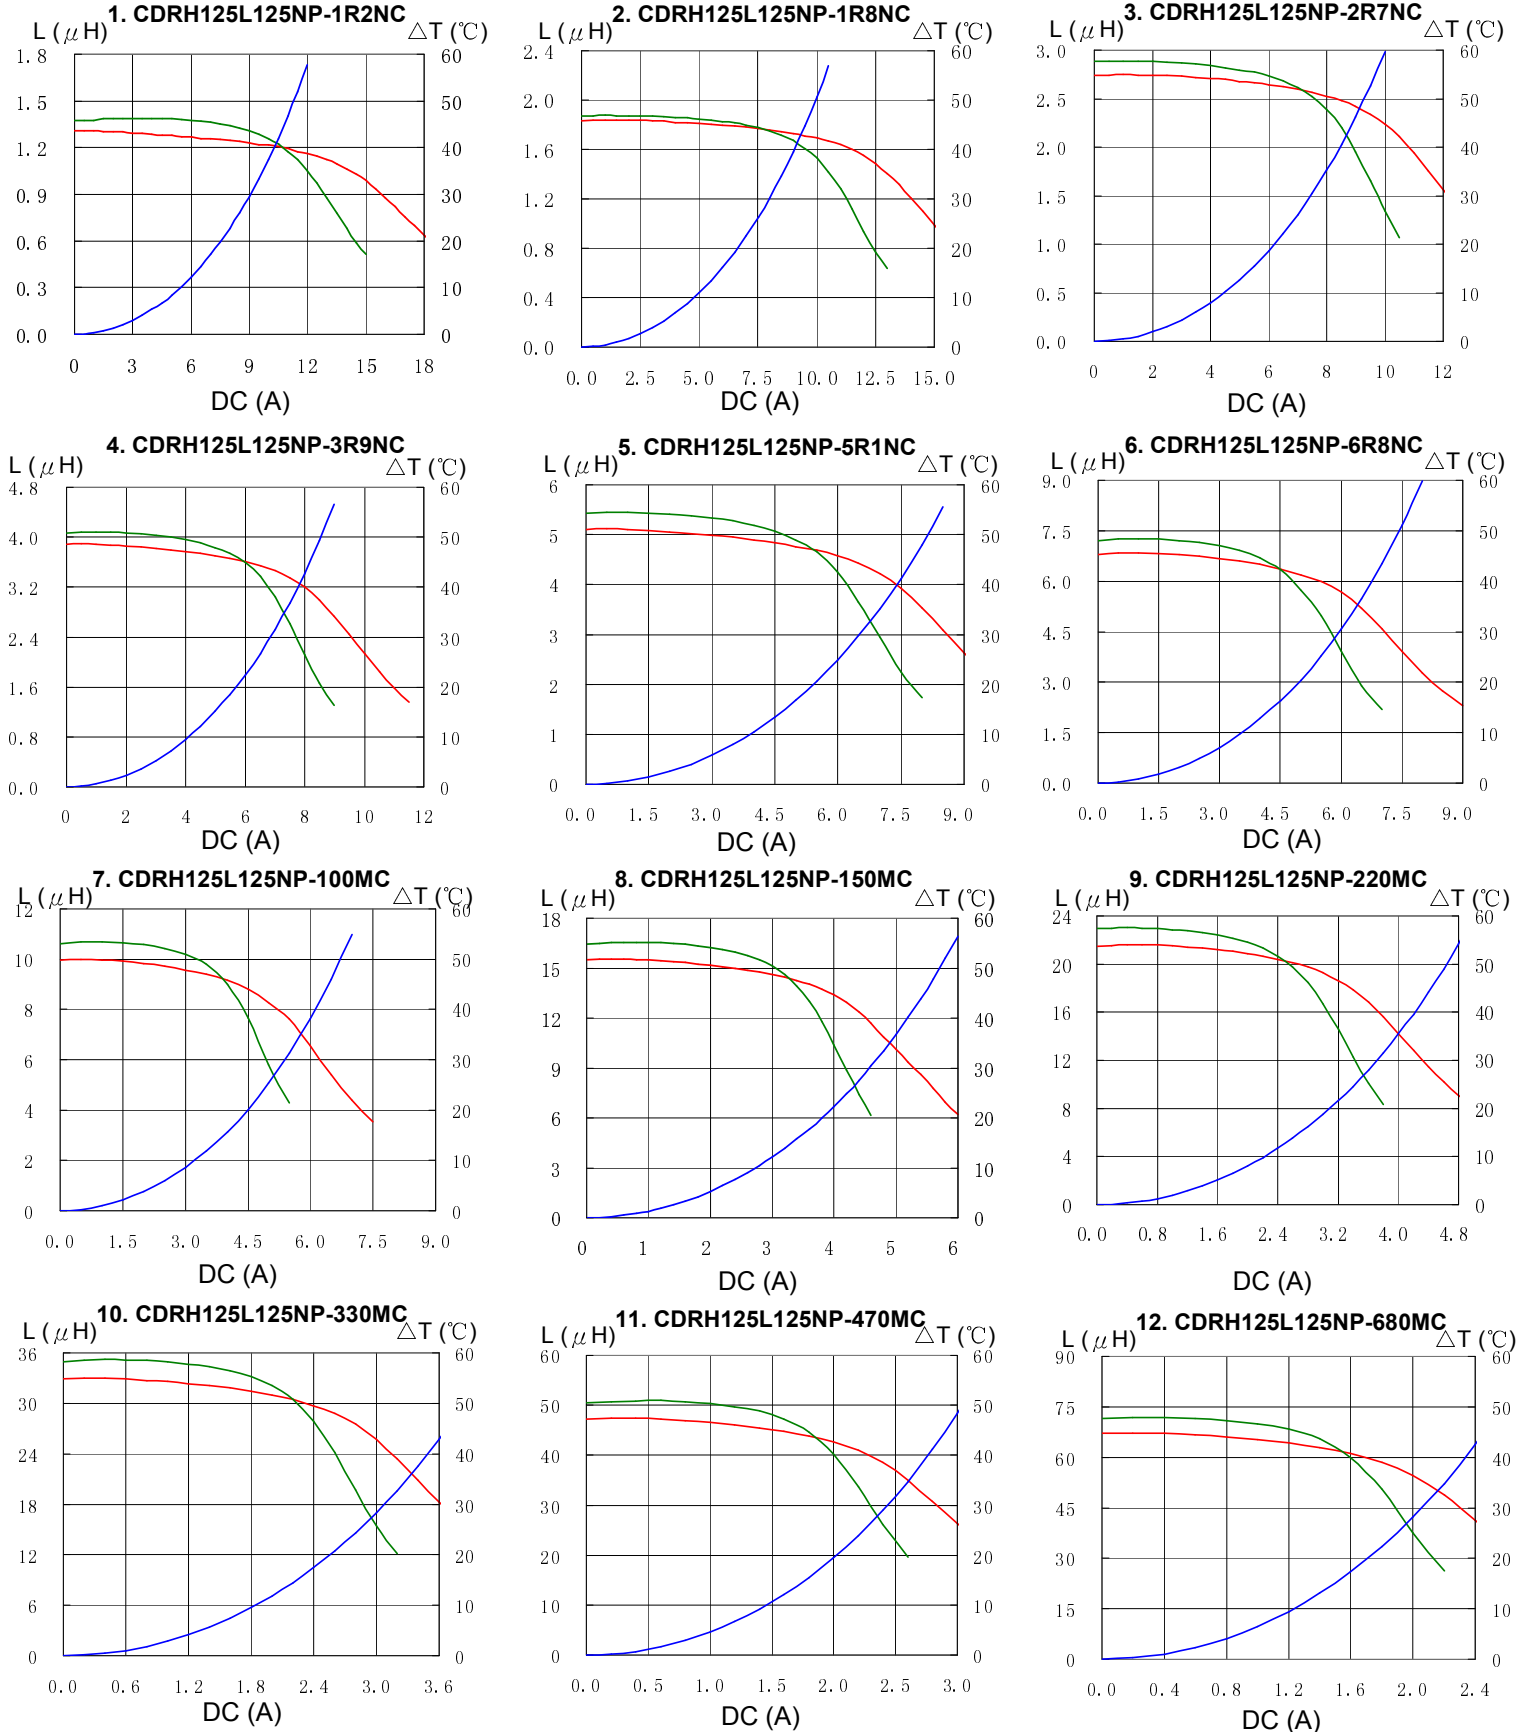 1. CDRH125L125NP-1R2NC
L (μH)
△T (℃)
1.8
1.5
1.2
0.9
0.6
0.3
0.0
60
50
40
30
20
10
0
0 3 6 9 12 15 18
DC (A)
2. CDRH125L125NP-1R8NC
L (μH)
△T (℃)
2.4
2.0
1.6
1.2
0.8
0.4
0.0
60
50
40
30
20
10
0
0.0 2.5 5.0 7.5 10.0 12.5 15.0
DC (A)
3. CDRH125L125NP-2R7NC
L (μH)
△T (℃)
3.0
2.5
2.0
1.5
1.0
0.5
0.0
60
50
40
30
20
10
0
0 2 4 6 8 10 12
DC (A)
4. CDRH125L125NP-3R9NC
L (μH)
△T (℃)
4.8
4.0
3.2
2.4
1.6
0.8
0.0
60
50
40
30
20
10
0
0 2 4 6 8 10 12
DC (A)
5. CDRH125L125NP-5R1NC
L (μH)
△T (℃)
6
5
4
3
2
1
0
60
50
40
30
20
10
0
0.0 1.5 3.0 4.5 6.0 7.5 9.0
DC (A)
6. CDRH125L125NP-6R8NC
L (μH)
△T (℃)
9.0
7.5
6.0
4.5
3.0
1.5
0.0
60
50
40
30
20
10
0
0.0 1.5 3.0 4.5 6.0 7.5 9.0
DC (A)
7. CDRH125L125NP-100MC
L (μH)
△T (℃)
12
10
8
6
4
2
0
60
50
40
30
20
10
0
0.0 1.5 3.0 4.5 6.0 7.5 9.0
DC (A)
8. CDRH125L125NP-150MC
L (μH)
△T (℃)
18
15
12
9
6
3
0
60
50
40
30
20
10
0
0 1 2 3 4 5 6
DC (A)
9. CDRH125L125NP-220MC
L (μH)
△T (℃)
24
20
16
12
8
4
0
60
50
40
30
20
10
0
0.0 0.8 1.6 2.4 3.2 4.0 4.8
DC (A)
10. CDRH125L125NP-330MC
L (μH)
△T (℃)
36
30
24
18
12
6
0
60
50
40
30
20
10
0
0.0 0.6 1.2 1.8 2.4 3.0 3.6
DC (A)
11. CDRH125L125NP-470MC
L (μH)
△T (℃)
60
50
40
30
20
10
0
60
50
40
30
20
10
0
0.0 0.5 1.0 1.5 2.0 2.5 3.0
DC (A)
12. CDRH125L125NP-680MC
L (μH)
△T (℃)
90
75
60
45
30
15
0
60
50
40
30
20
10
0
0.0 0.4 0.8 1.2 1.6 2.0 2.4
DC (A)